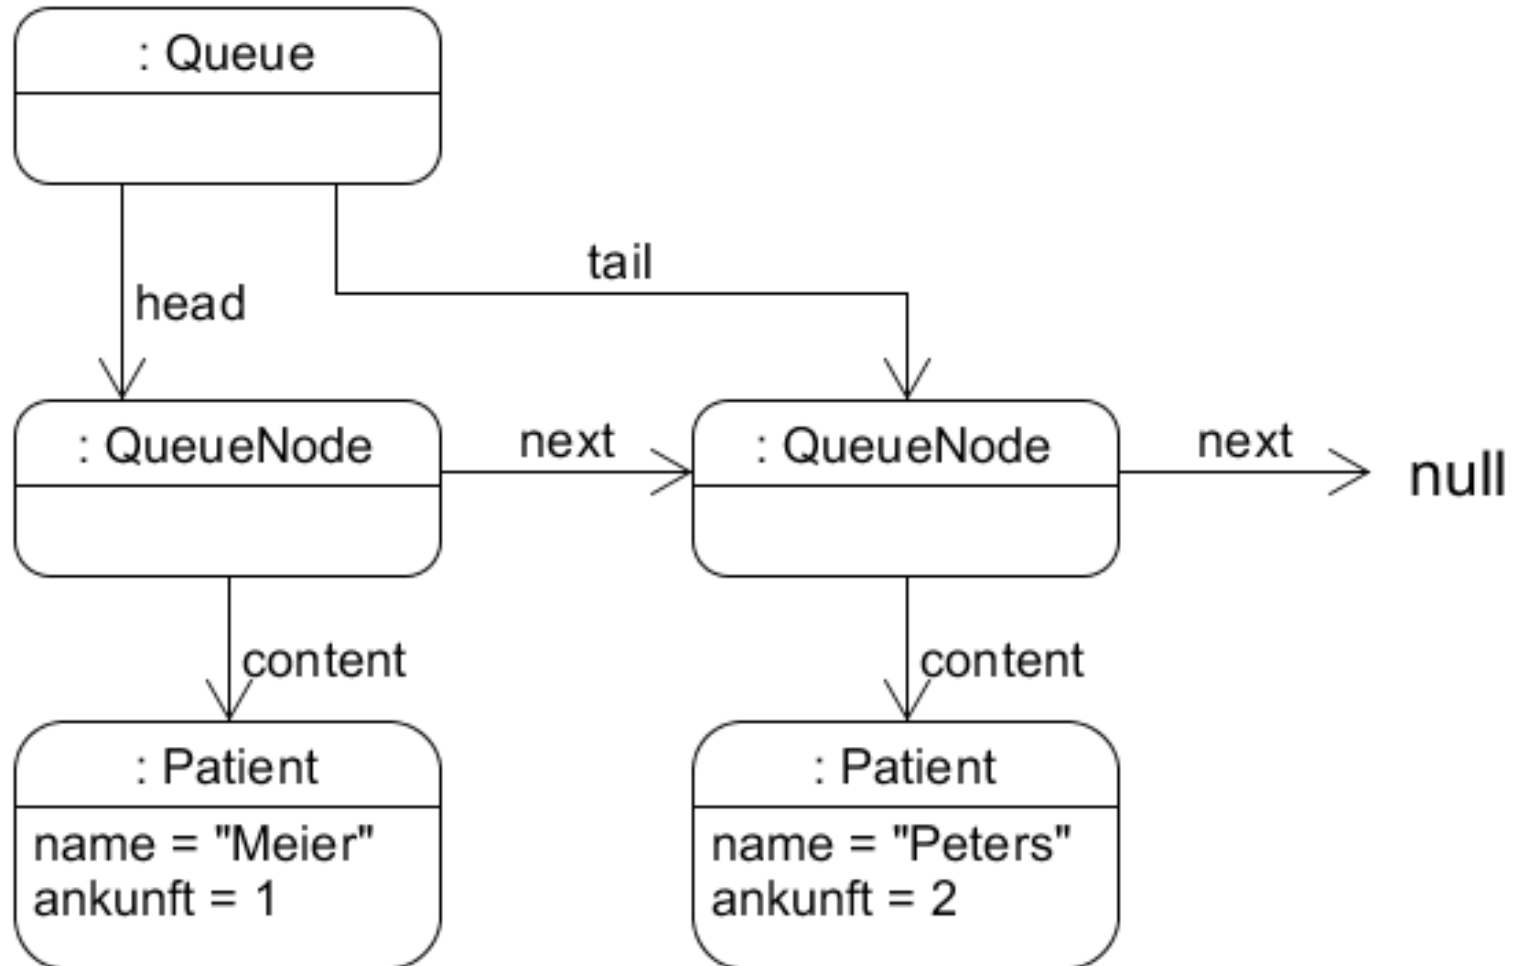 : Queue
tail
head
: QueueNode
next
: QueueNode
next
null
content
content
: Patient
name = "Meier"
ankunft = 1
: Patient
name = "Peters"
ankunft = 2